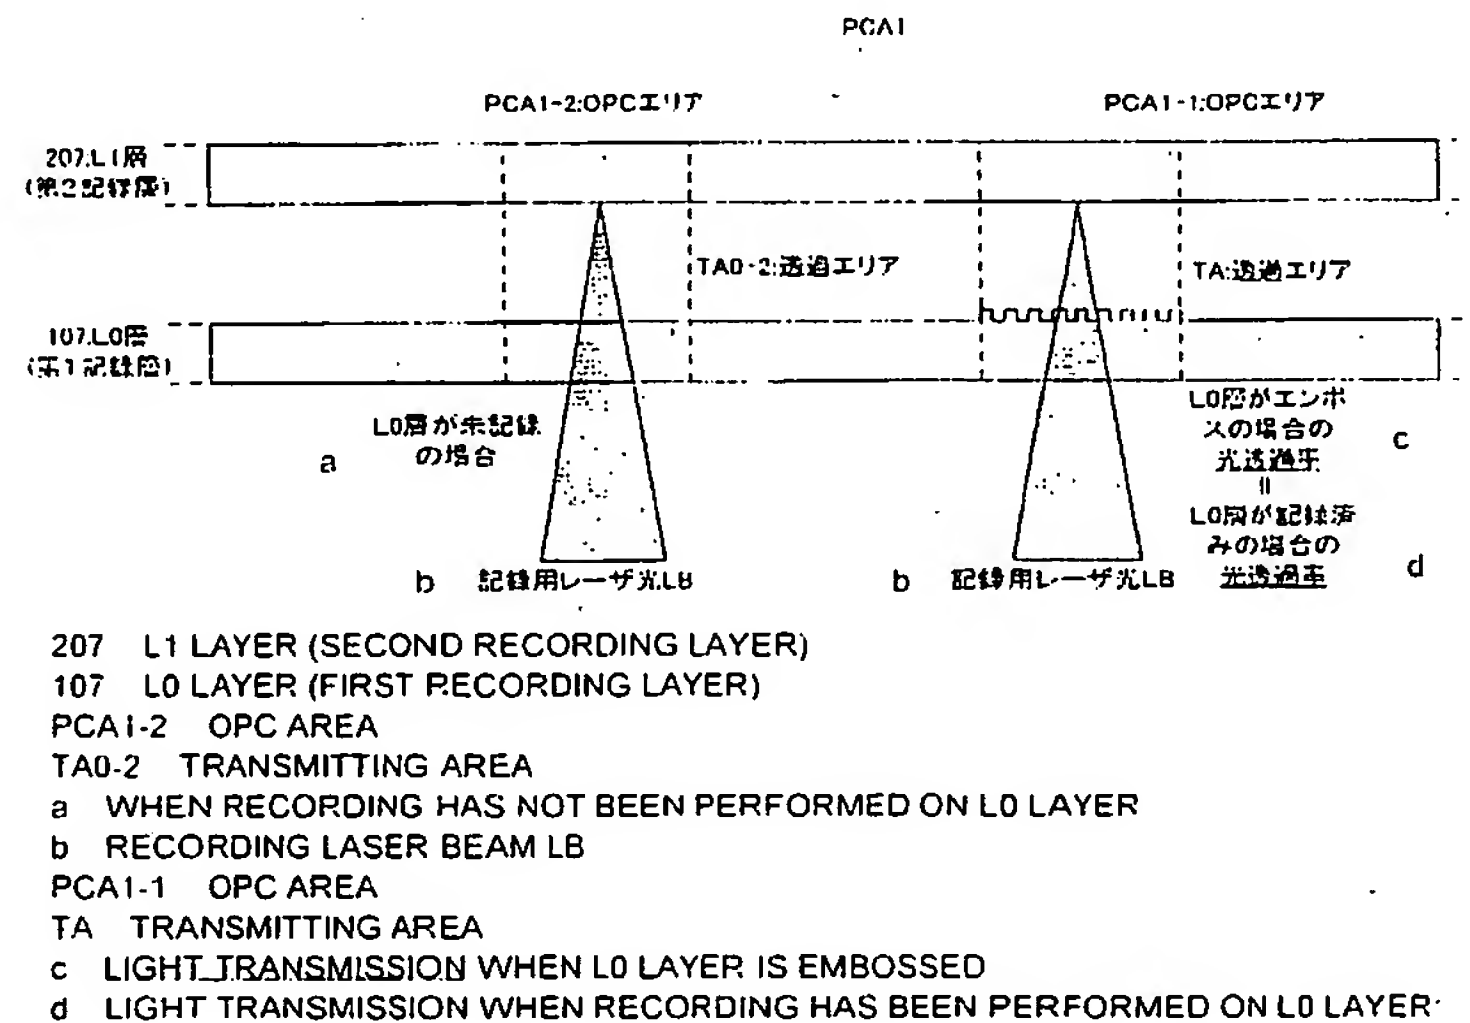 PCA1
PCA1-2:OPCエリア
PCA1-1:OPCエリア
207:L1層
(第2記録層)
TA0-2:透過エリア
TA:透過エリア
107:L0層
(第1記録層)
L0層が未記録
の場合
a
L0層がエンボ
スの場合の
光透過率
c
=
L0層が記録済
みの場合の
光透過率
d
b 記録用レーザ光LB
b 記録用レーザ光LB
207 L1 LAYER (SECOND RECORDING LAYER)
107 L0 LAYER (FIRST RECORDING LAYER)
PCA1-2 OPC AREA
TA0-2 TRANSMITTING AREA
a WHEN RECORDING HAS NOT BEEN PERFORMED ON L0 LAYER
b RECORDING LASER BEAM LB
PCA1-1 OPC AREA
TA TRANSMITTING AREA
c LIGHT TRANSMISSION WHEN L0 LAYER IS EMBOSSED
d LIGHT TRANSMISSION WHEN RECORDING HAS BEEN PERFORMED ON L0 LAYER